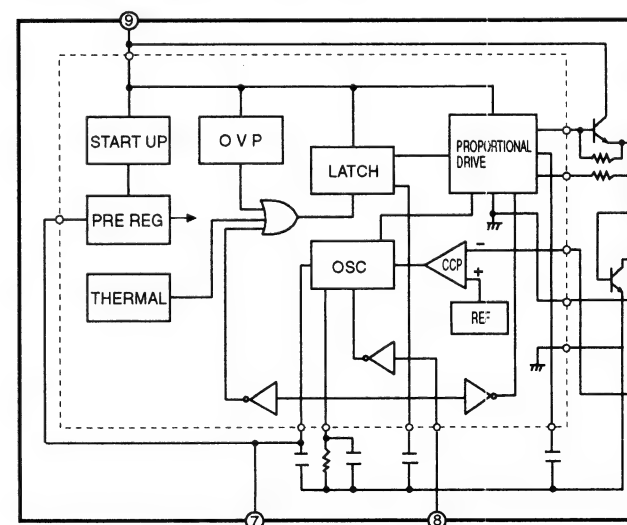 9
START UP
O V P
PROPORTIONAL
DRIVE
LATCH
PRE REG
OSC
CCP
−
+
THERMAL
REF
7
8